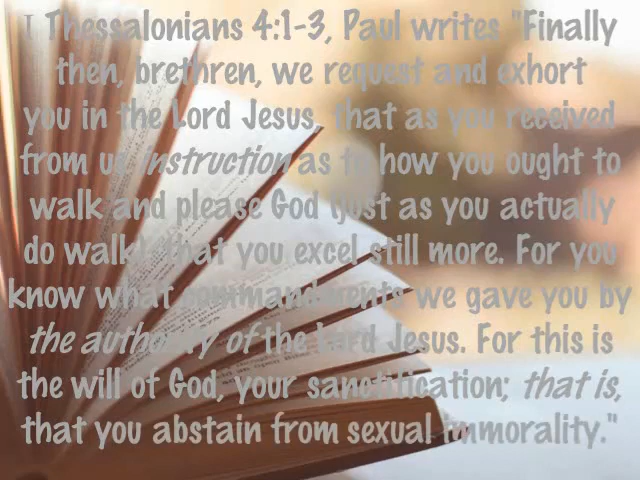 I Thessalonians 4:1-3, Paul writes "Finally
then, brethren, we request and exhort
you in the Lord Jesus, that as you received
from us instruction as to how you ought to
walk and please God (just as you actually
do walk) that you excel still more. For you
know what commandments we gave you by
the authority of the Lord Jesus. For this is
the will of God, your sanctification; that is,
that you abstain from sexual immorality."